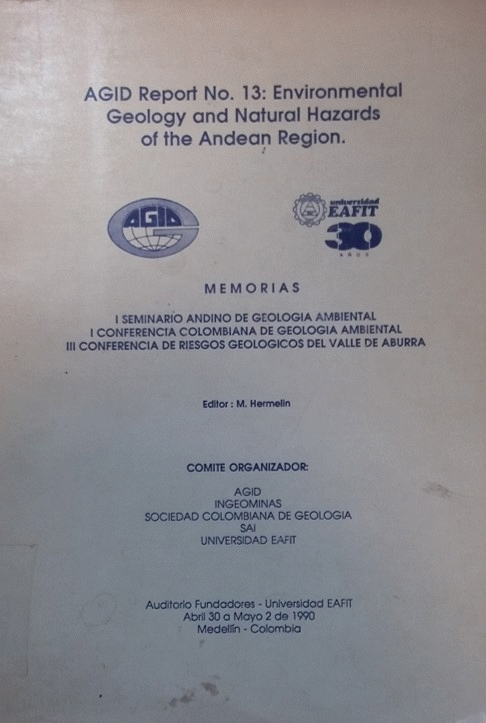 AGID Report No. 13: Environmental
Geology and Natural Hazards
of the Andean Region.
AGID
universidad
EAFIT
30
AÑOS
MEMORIAS
I SEMINARIO ANDINO DE GEOLOGIA AMBIENTAL
I CONFERENCIA COLOMBIANA DE GEOLOGIA AMBIENTAL
III CONFERENCIA DE RIESGOS GEOLOGICOS DEL VALLE DE ABURRA
Editor : M. Hermelin
COMITE ORGANIZADOR:
AGID
INGEOMINAS
SOCIEDAD COLOMBIANA DE GEOLOGIA
SAI
UNIVERSIDAD EAFIT
Auditorio Fundadores - Universidad EAFIT
Abril 30 a Mayo 2 de 1990
Medellín - Colombia